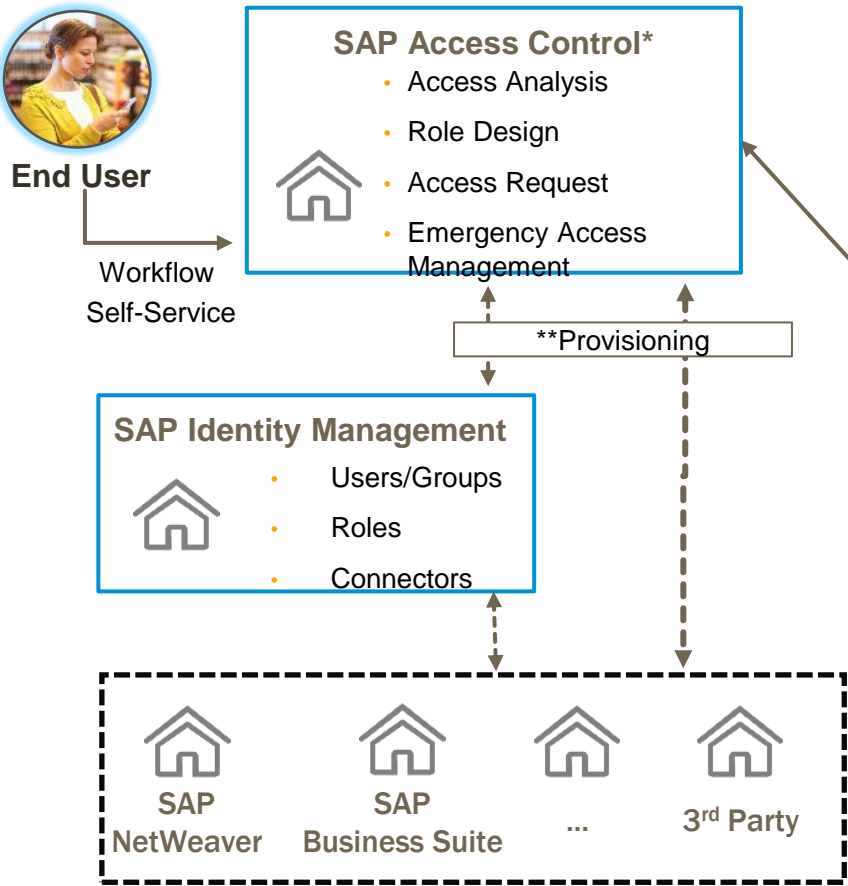 SAP Access Control*
• Access Analysis
• Role Design
• Access Request
• Emergency Access
Management
End User
Workflow
Self-Service
**Provisioning
SAP Identity Management
• Users/Groups
• Roles
• Connectors
SAP
NetWeaver
SAP
Business Suite
...
3rd Party